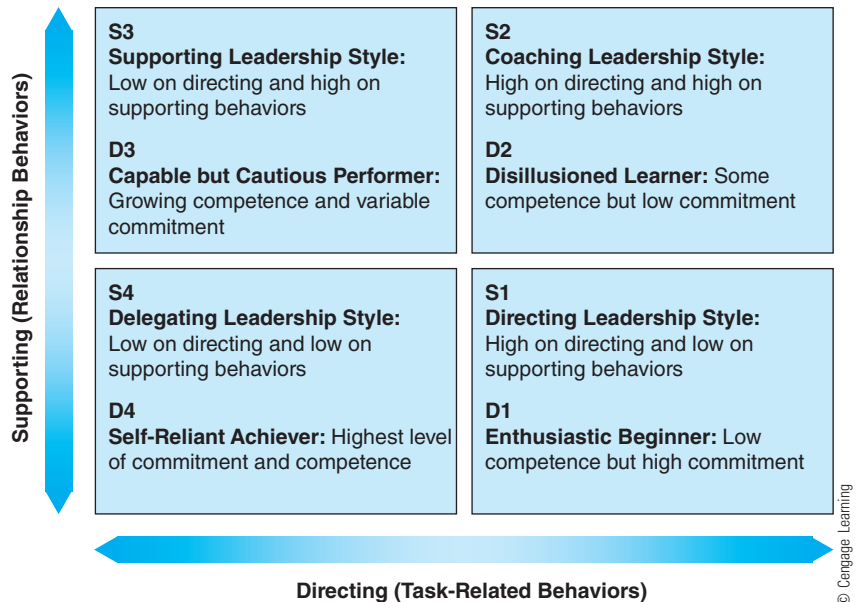 Supporting (Relationship Behaviors)
S3
Supporting Leadership Style:
Low on directing and high on
supporting behaviors
D3
Capable but Cautious Performer:
Growing competence and variable
commitment
S2
Coaching Leadership Style:
High on directing and high on
supporting behaviors
D2
Disillusioned Learner: Some
competence but low commitment
S4
Delegating Leadership Style:
Low on directing and low on
supporting behaviors
D4
Self-Reliant Achiever: Highest level
of commitment and competence
S1
Directing Leadership Style:
High on directing and low on
supporting behaviors
D1
Enthusiastic Beginner: Low
competence but high commitment
Directing (Task-Related Behaviors)
© Cengage Learning